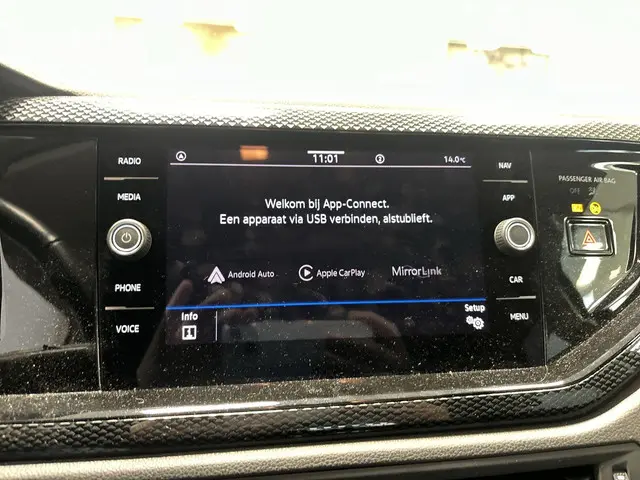 RADIO
MEDIA
PHONE
VOICE
11:01
14.0°C
Welkom bij App-Connect.
Een apparaat via USB verbinden, alstublieft.
Android Auto
Apple CarPlay
MirrorLink
Info
Setup
NAV
APP
CAR
MENU
PASSENGER AIR BAG
OFF